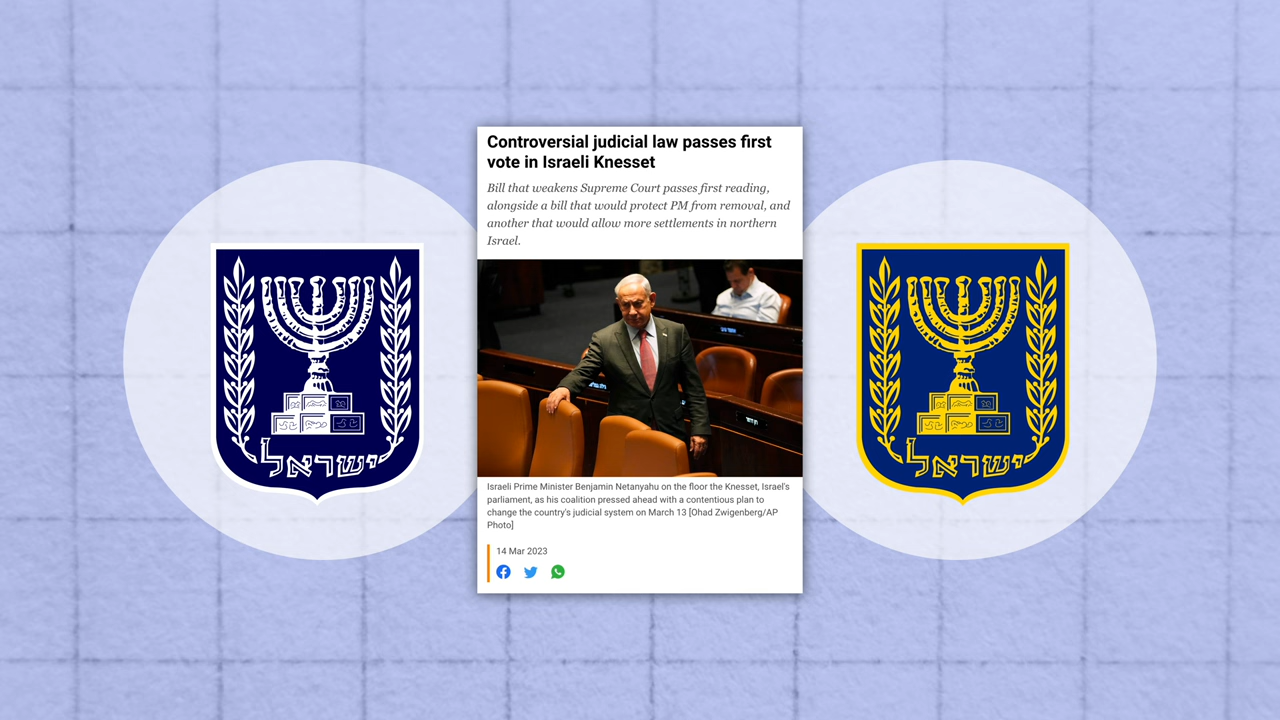 Controversial judicial law passes first
vote in Israeli Knesset
Bill that weakens Supreme Court passes first reading,
alongside a bill that would protect PM from removal, and
another that would allow more settlements in northern
Israel.
ישראל
ישראל
Israeli Prime Minister Benjamin Netanyahu on the floor the Knesset, Israel's
parliament, as his coalition pressed ahead with a contentious plan to
change the country's judicial system on March 13 [Ohad Zwigenberg/AP
Photo]
14 Mar 2023